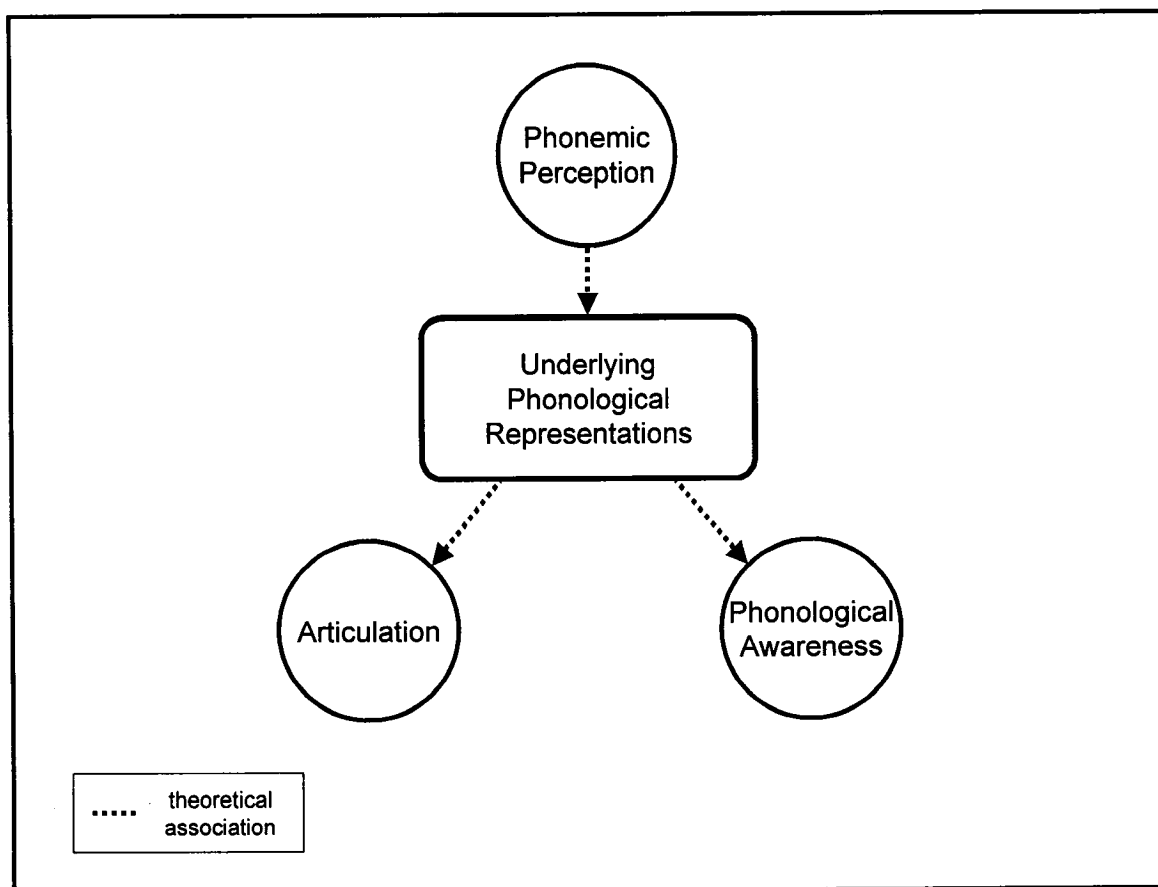 Phonemic
Perception
Underlying
Phonological
Representations
Articulation
Phonological
Awareness
theoretical
association